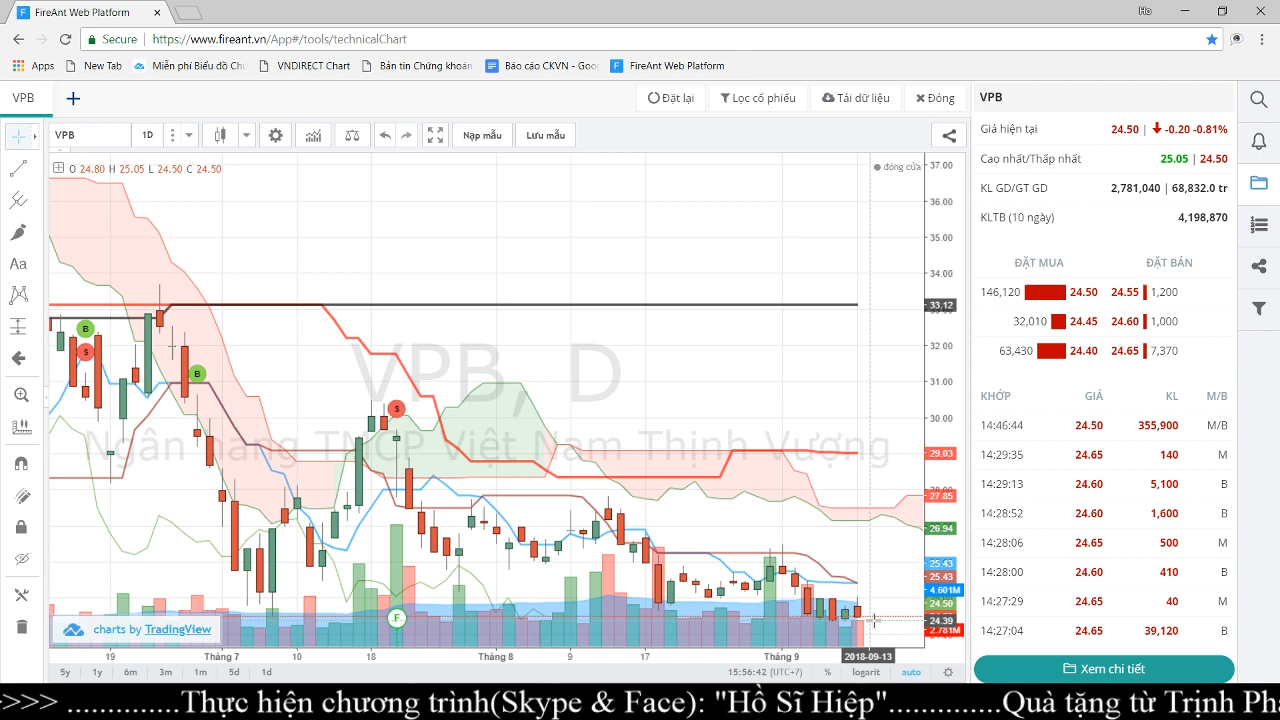 FireAnt Web Platform
Secure | https://www.fireant.vn/App#/tools/technicalChart
Apps New Tab Miễn phí Biểu đồ Chu VNDIRECT Chart Bản tin Chứng khoán Báo cáo CKVN - Goo FireAnt Web Platform
VPB Đặt lại Lọc cổ phiếu Tải dữ liệu Đóng
VPB 1D Nạp mẫu Lưu mẫu
O 24.80 H 25.05 L 24.50 C 24.50
đóng cửa
VPB, D
Ngân hàng TMCP Việt Nam Thịnh Vượng
Aa
B
S
B
S
F
37.00
36.00
35.00
34.00
33.12
32.00
31.00
30.00
29.03
28.00
27.85
26.94
25.43
25.43
4.601M
24.50
24.39
2.781M
charts by TradingView
19 Tháng 7 10 18 Tháng 8 9 17 Tháng 9 2018-09-13
5y 1y 6m 3m 1m 5d 1d 15:56:42 (UTC+7) % logarit auto
VPB
Giá hiện tại 24.50 | -0.20 -0.81%
Cao nhất/Thấp nhất 25.05 | 24.50
KL GD/GT GD 2,781,040 | 68,832.0 tr
KLTB (10 ngày) 4,198,870
ĐẶT MUA ĐẶT BÁN
146,120 24.50 24.55 1,200
32,010 24.45 24.60 1,000
63,430 24.40 24.65 7,370
KHỚP GIÁ KL M/B
14:46:44 24.50 355,900 M/B
14:29:35 24.65 140 M
14:29:13 24.60 5,100 B
14:28:52 24.60 1,600 B
14:28:06 24.65 500 M
14:28:00 24.60 410 B
14:27:29 24.65 40 M
14:27:04 24.65 39,120 B
Xem chi tiết
>>>> ..............Thực hiện chương trình(Skype & Face): "Hồ Sĩ Hiệp"..............Quà tặng từ Trịnh Phá